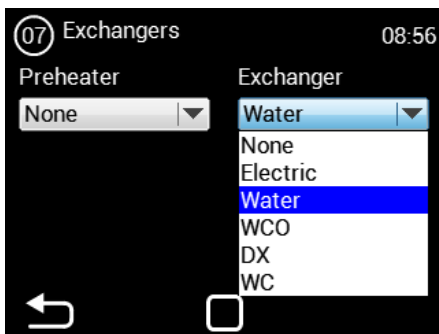 07 Exchangers 08:56
Preheater Exchanger
None Water
None
Electric
Water
WCO
DX
WC